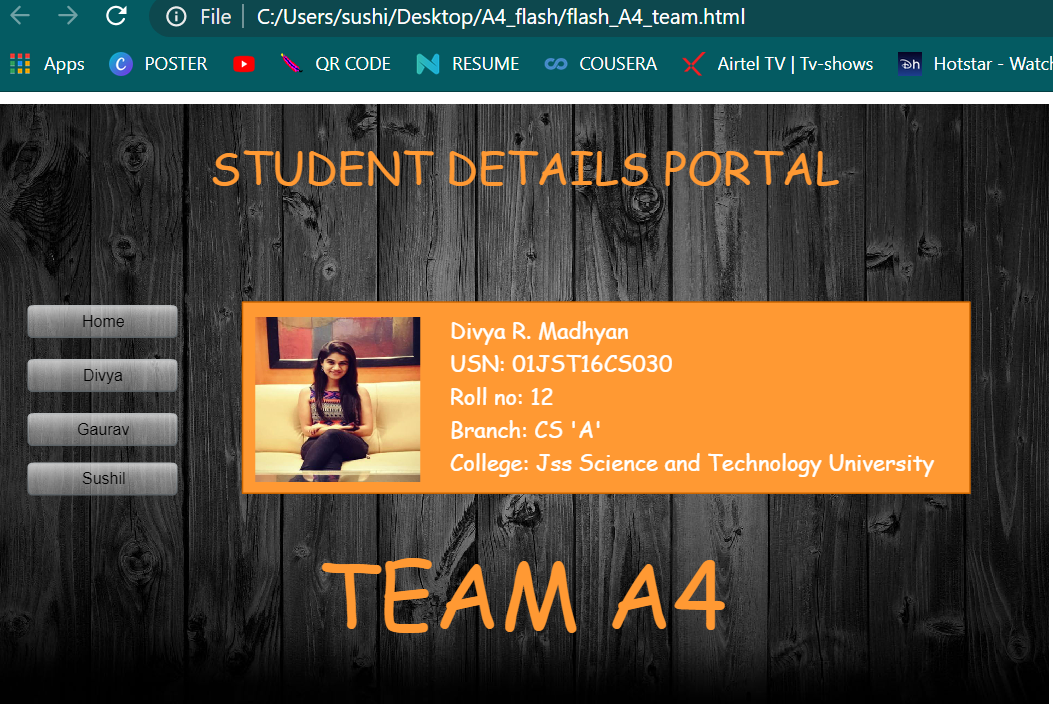 File C:/Users/sushi/Desktop/A4_flash/flash_A4_team.html
Apps POSTER QR CODE RESUME COUSERA Airtel TV | Tv-shows Hotstar - Watch
STUDENT DETAILS PORTAL
Home
Divya
Gaurav
Sushil
Divya R. Madhyan
USN: 01JST16CS030
Roll no: 12
Branch: CS 'A'
College: Jss Science and Technology University
TEAM A4